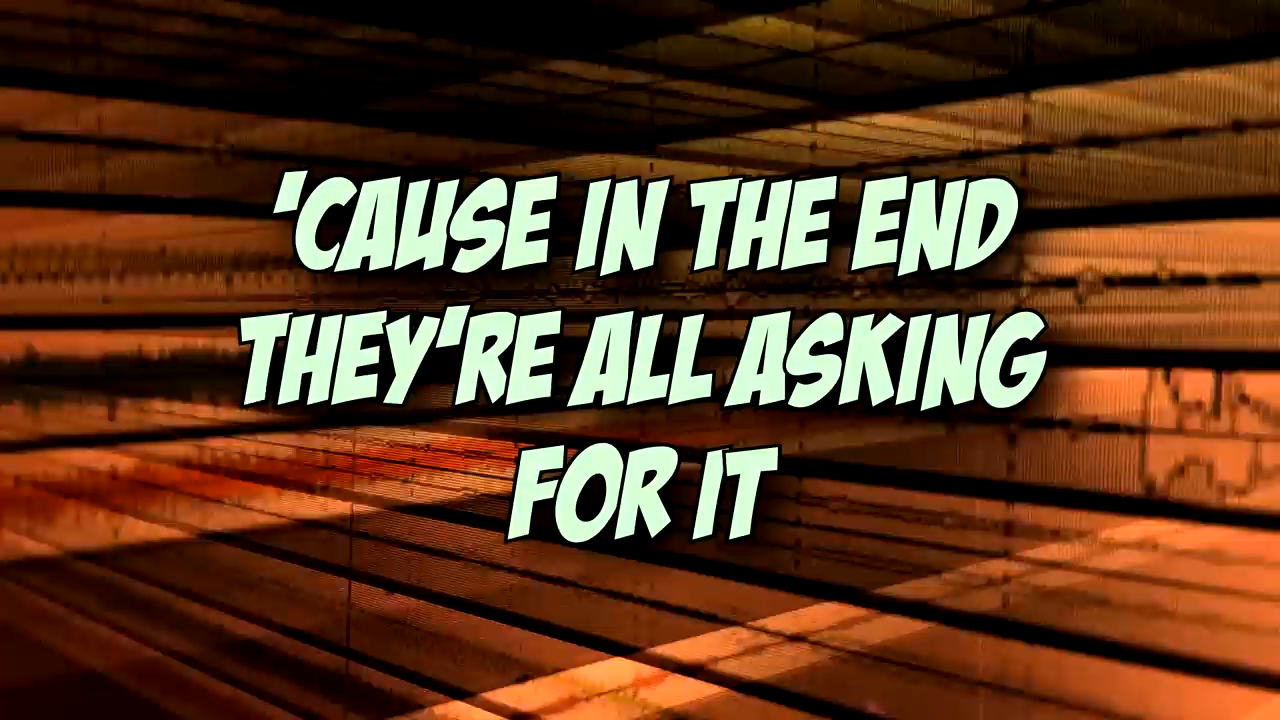 'CAUSE IN THE END
THEY'RE ALL ASKING
FOR IT